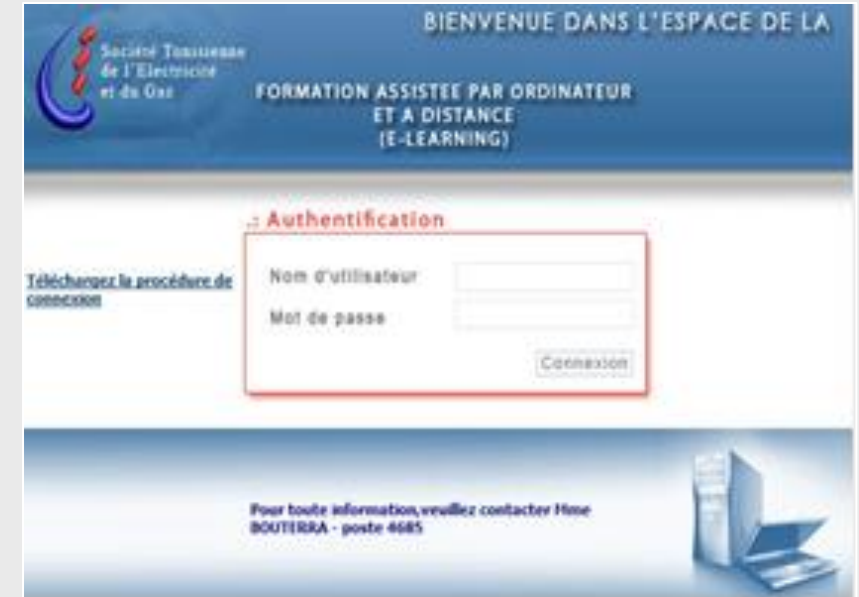 BIENVENUE DANS L'ESPACE DE LA
Société Tunisienne
de l'Electricité
et du Gaz
FORMATION ASSISTEE PAR ORDINATEUR
ET A DISTANCE
(E-LEARNING)
.: Authentification
Téléchargez la procédure de
connexion
Nom d'utilisateur
Mot de passe
Connexion
Pour toute information,veuillez contacter Mme
BOUTERRA - poste 4685